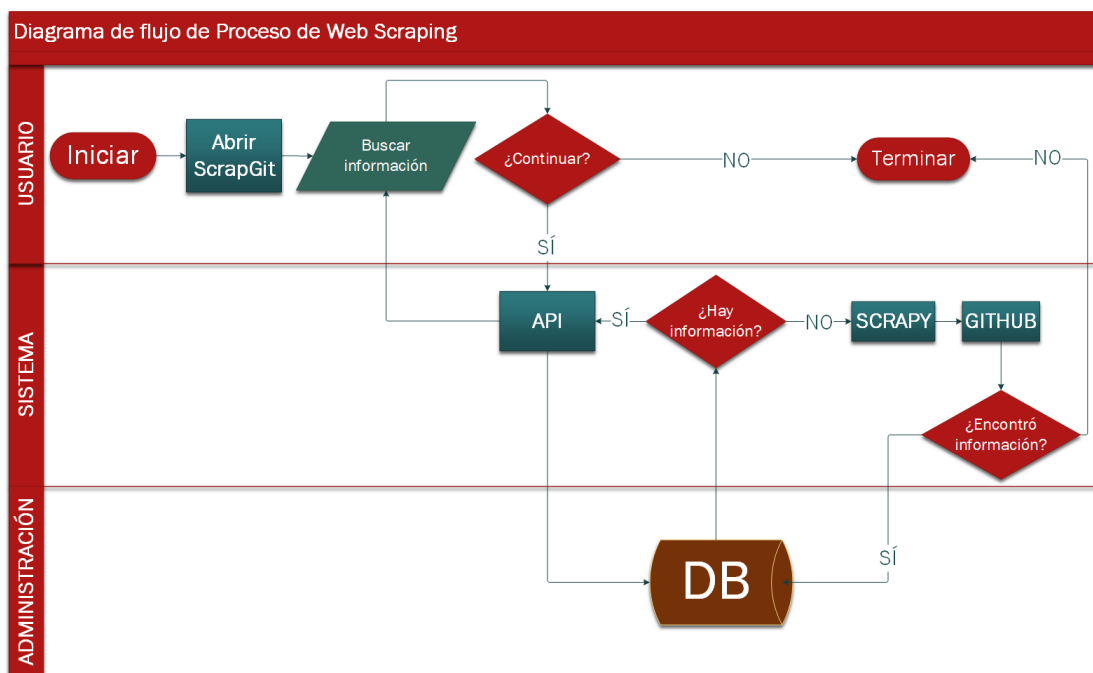 Diagrama de flujo de Proceso de Web Scraping
USUARIO
Iniciar
Abrir
ScrapGit
Buscar
información
¿Continuar?
NO
Terminar
NO
SÍ
SISTEMA
API
SÍ
¿Hay
información?
NO
SCRAPY
GITHUB
¿Encontró
información?
ADMINISTRACIÓN
DB
SÍ